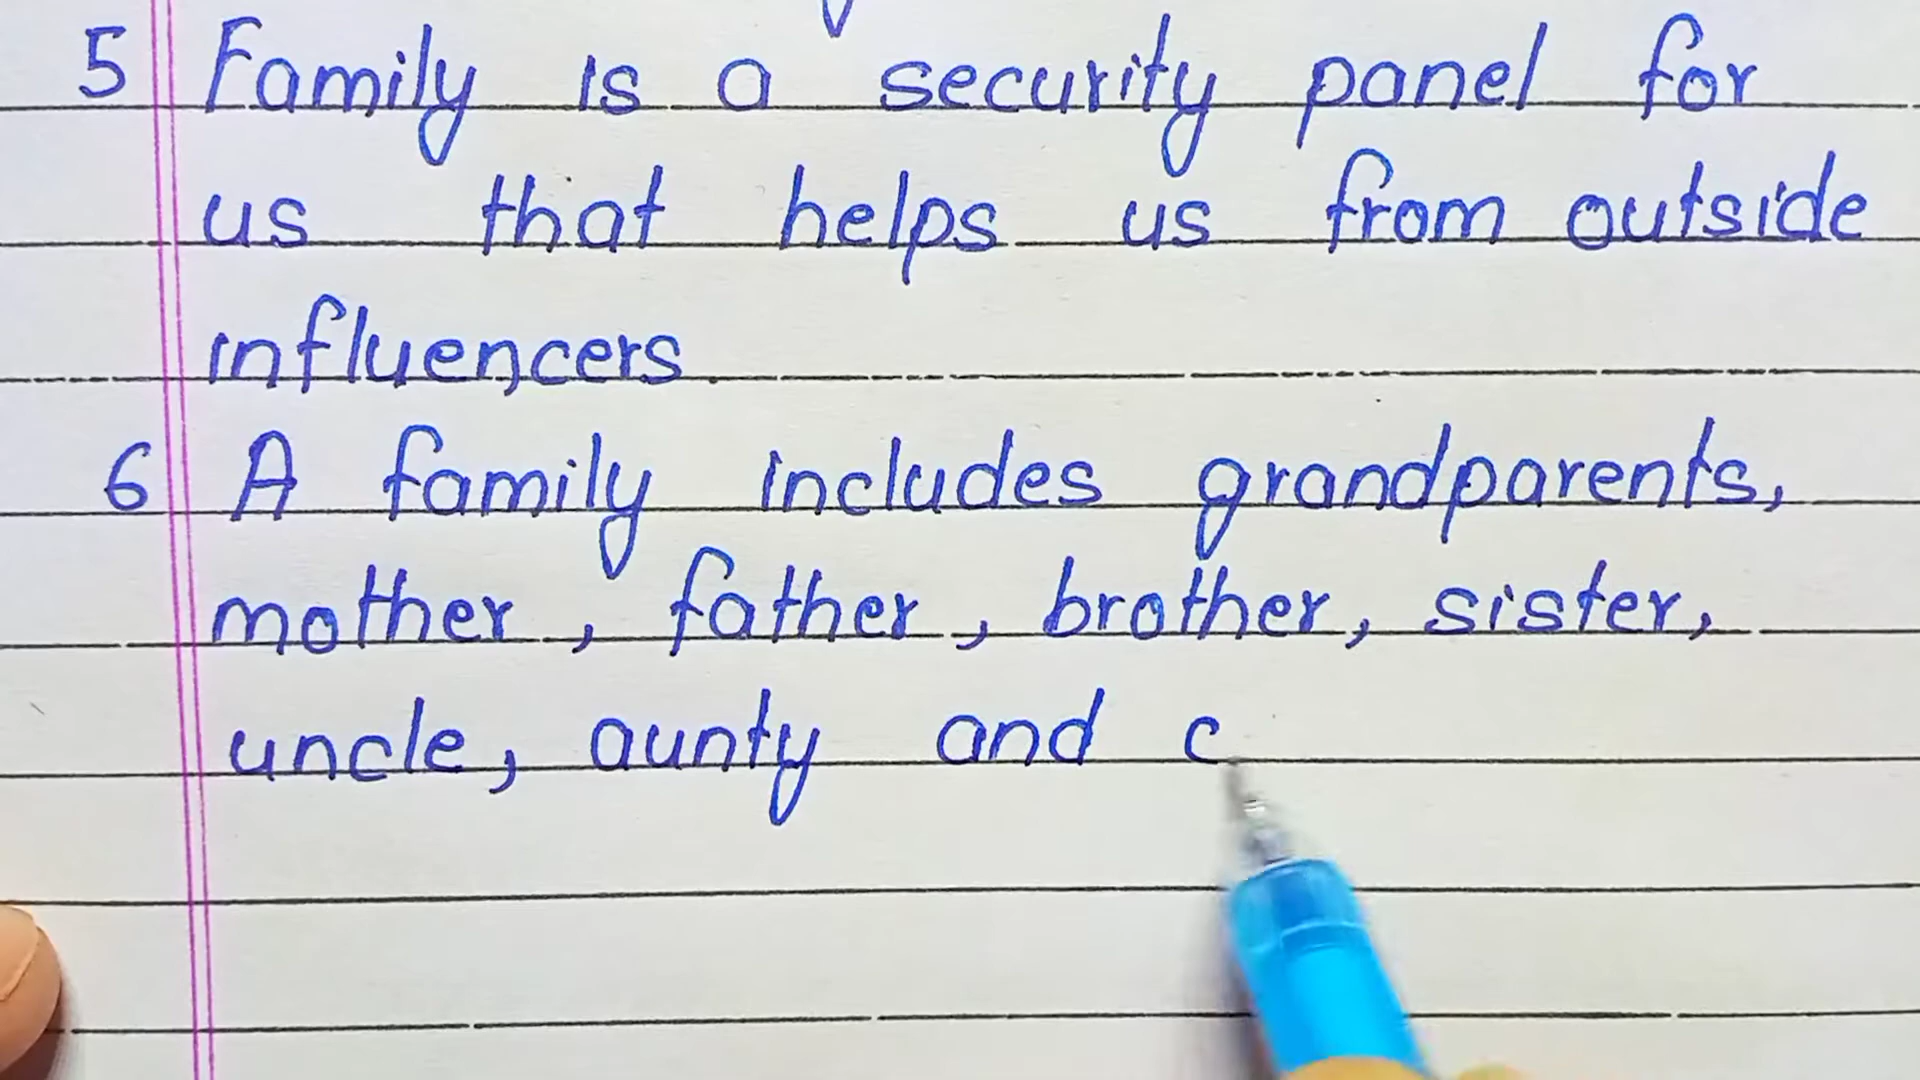 5 Family is a security panel for
us that helps us from outside
influencers.
6 A family includes grandparents,
mother, father, brother, sister,
uncle, aunty and c